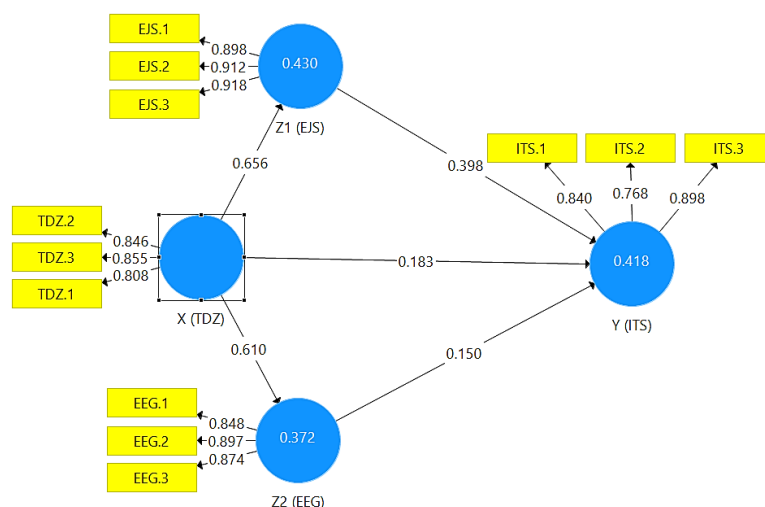 EJS.1
0.898
EJS.2
0.912
0.918
EJS.3
0.430
Z1 (EJS)
0.656
0.398
ITS.1
ITS.2
ITS.3
0.840
0.768
0.898
TDZ.2
0.846
TDZ.3
0.855
0.808
TDZ.1
X (TDZ)
0.183
0.418
Y (ITS)
0.610
0.150
EEG.1
0.848
EEG.2
0.897
0.874
EEG.3
0.372
Z2 (EEG)